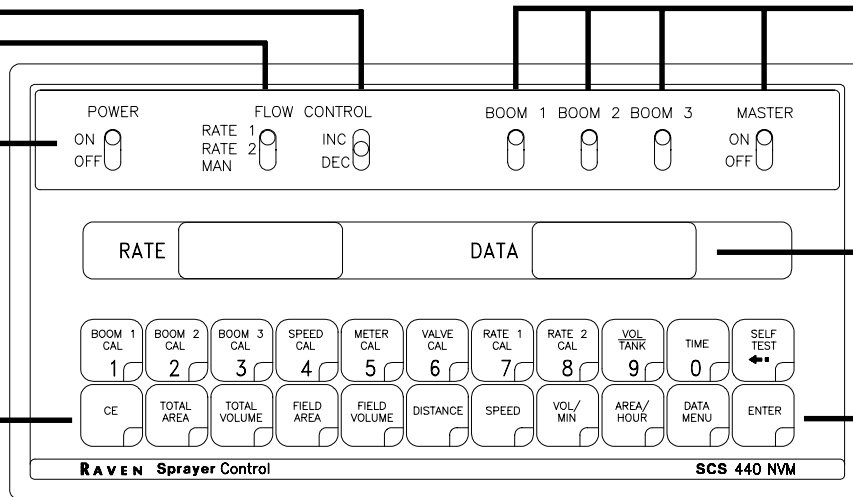 POWER
ON
OFF
FLOW CONTROL
RATE 1
RATE 2
MAN
INC
DEC
BOOM 1 BOOM 2 BOOM 3
MASTER
ON
OFF
RATE
DATA
BOOM 1
CAL
1
BOOM 2
CAL
2
BOOM 3
CAL
3
SPEED
CAL
4
METER
CAL
5
VALVE
CAL
6
RATE 1
CAL
7
RATE 2
CAL
8
VOL
TANK
9
TIME
0
SELF
TEST
CE
TOTAL
AREA
TOTAL
VOLUME
FIELD
AREA
FIELD
VOLUME
DISTANCE
SPEED
VOL/
MIN
AREA/
HOUR
DATA
MENU
ENTER
RAVEN Sprayer Control
SCS 440 NVM